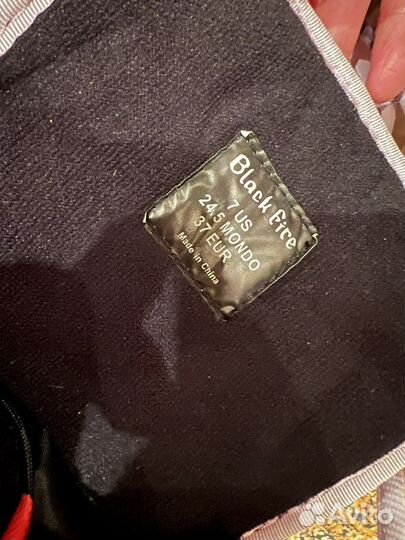 Black Fire
7 US
24.5 MONDO
37 EUR
Made in China
Avito